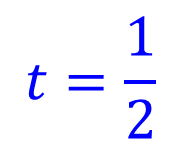 t = 1/2